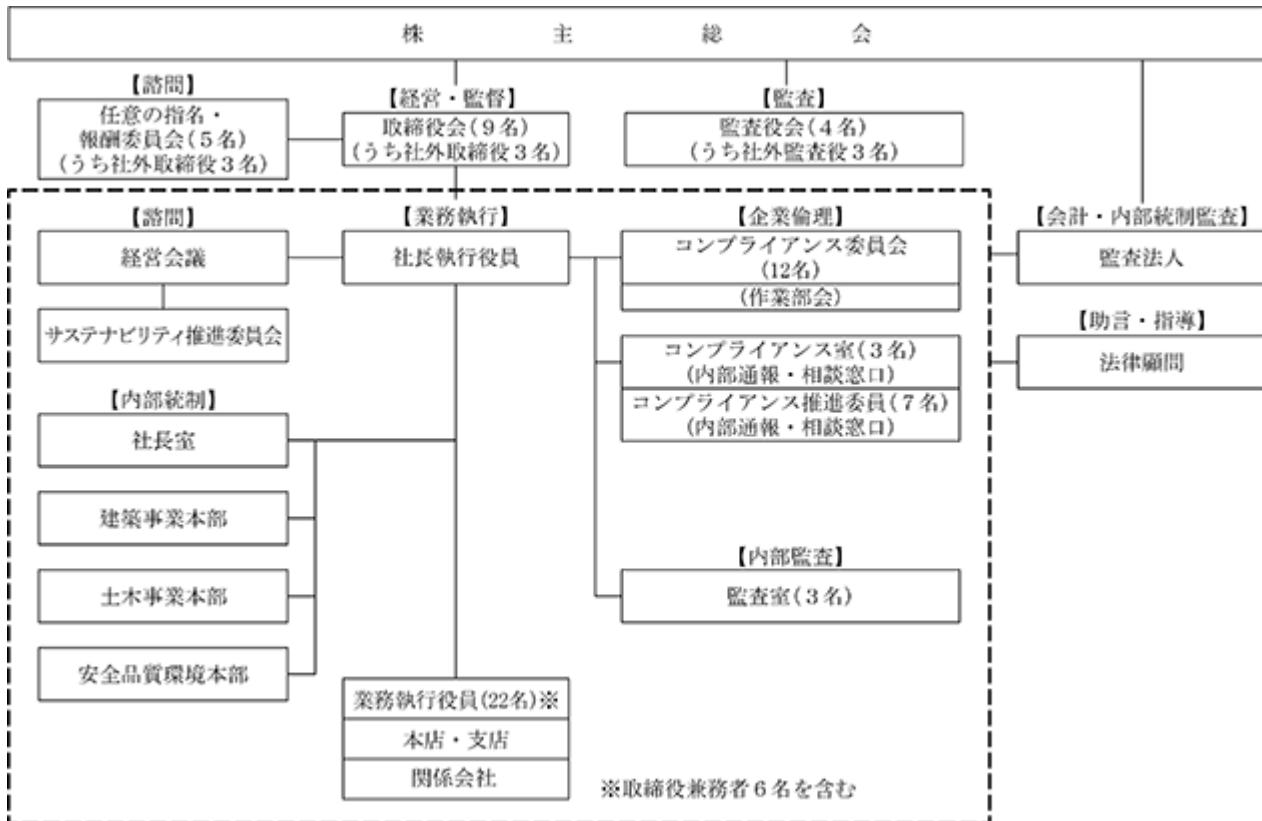 株主総会
【諮問】
任意の指名・
報酬委員会(5名)
(うち社外取締役3名)
【経営・監督】
取締役会(9名)
(うち社外取締役3名)
【監査】
監査役会(4名)
(うち社外監査役3名)
【諮問】
経営会議
サステナビリティ推進委員会
【業務執行】
社長執行役員
【企業倫理】
コンプライアンス委員会
(12名)
(作業部会)
【会計・内部統制監査】
監査法人
【助言・指導】
法律顧問
コンプライアンス室(3名)
(内部通報・相談窓口)
コンプライアンス推進委員(7名)
(内部通報・相談窓口)
【内部統制】
社長室
建築事業本部
土木事業本部
安全品質環境本部
【内部監査】
監査室(3名)
業務執行役員(22名)※
本店・支店
関係会社
※取締役兼務者6名を含む